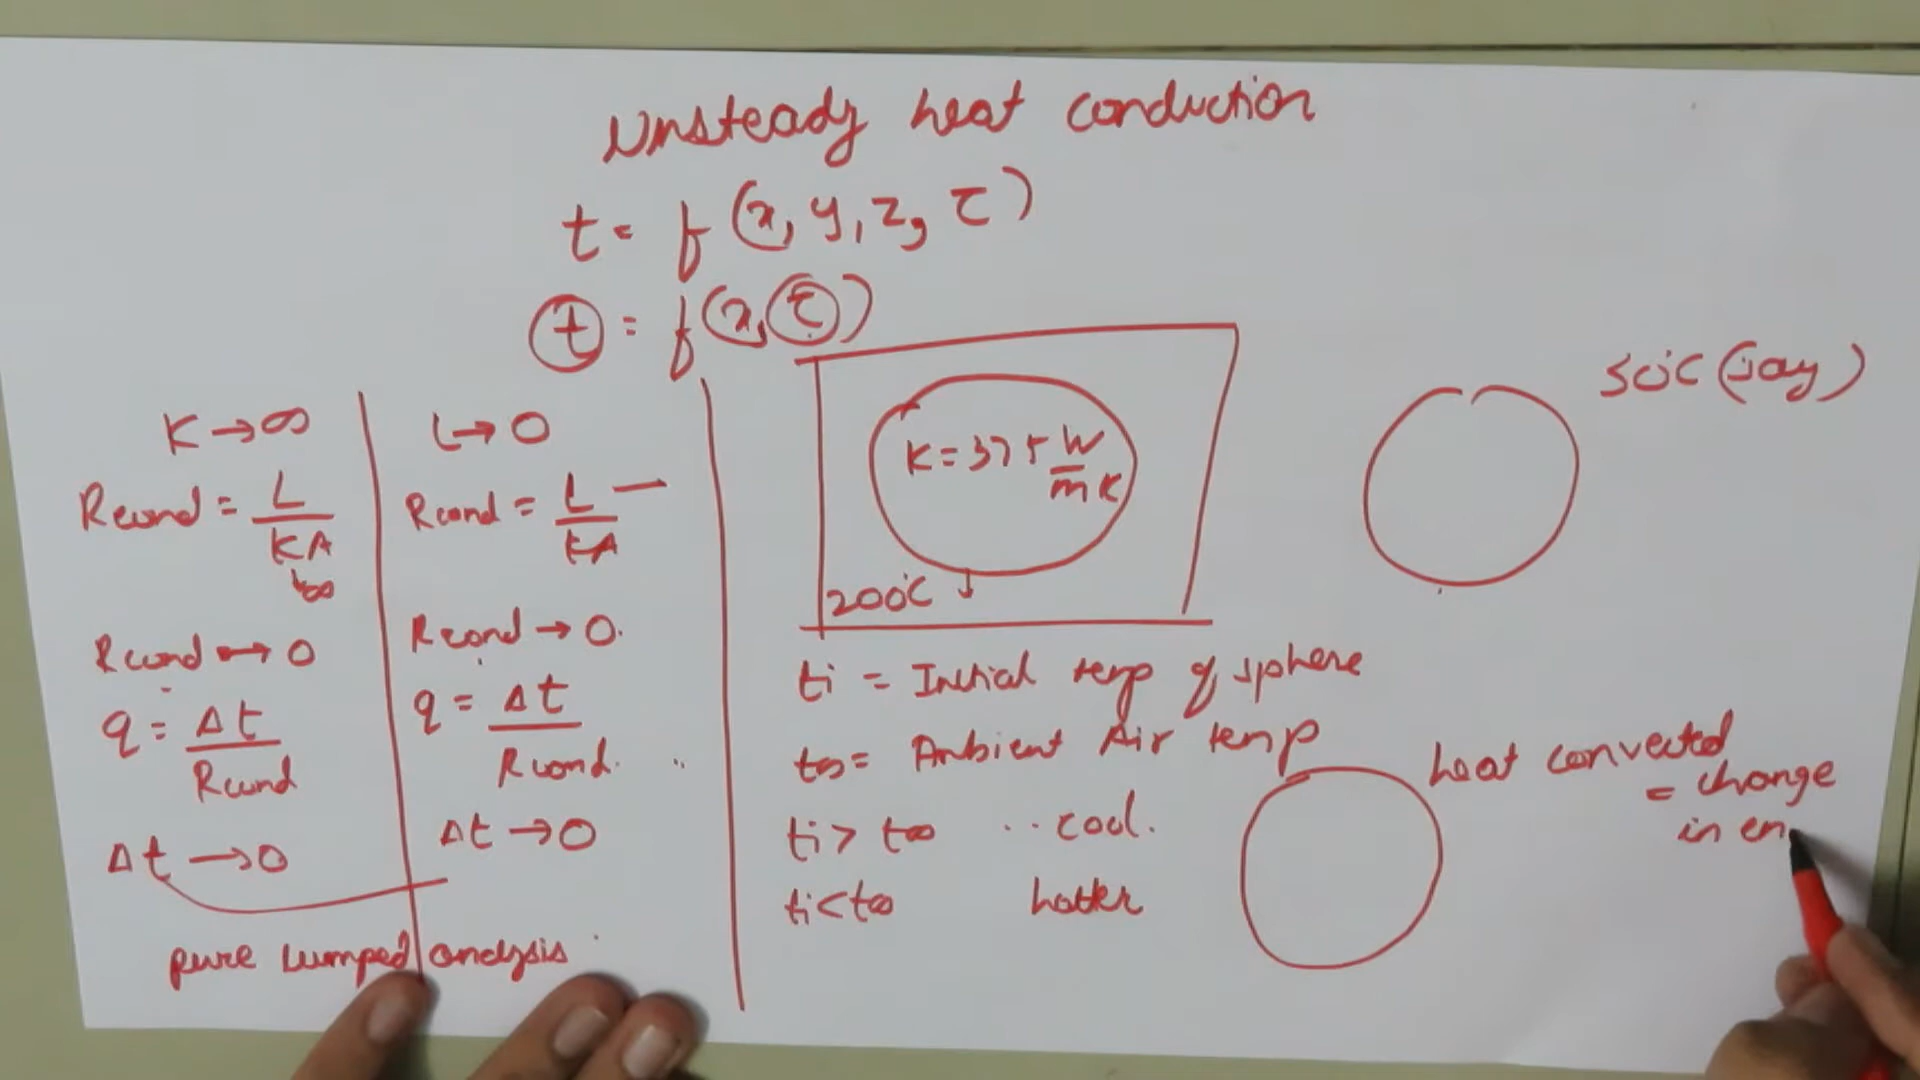 Unsteady heat conduction
t = f (x, y, z, τ)
t = f(x, τ)
K → ∞
Rcond = L / KA
∞
Rcond → 0
q = Δt / Rcond
Δt → 0
L → 0
Rcond = L / KA
Rcond → 0.
q = Δt / Rcond.
Δt → 0
pure Lumped analysis
K = 375 W / m K
200°C
50°C (say)
ti = Initial temp of sphere
t∞ = Ambient Air temp
ti > t∞ .. cool.
ti < t∞ hotter
heat convected
= change
in en